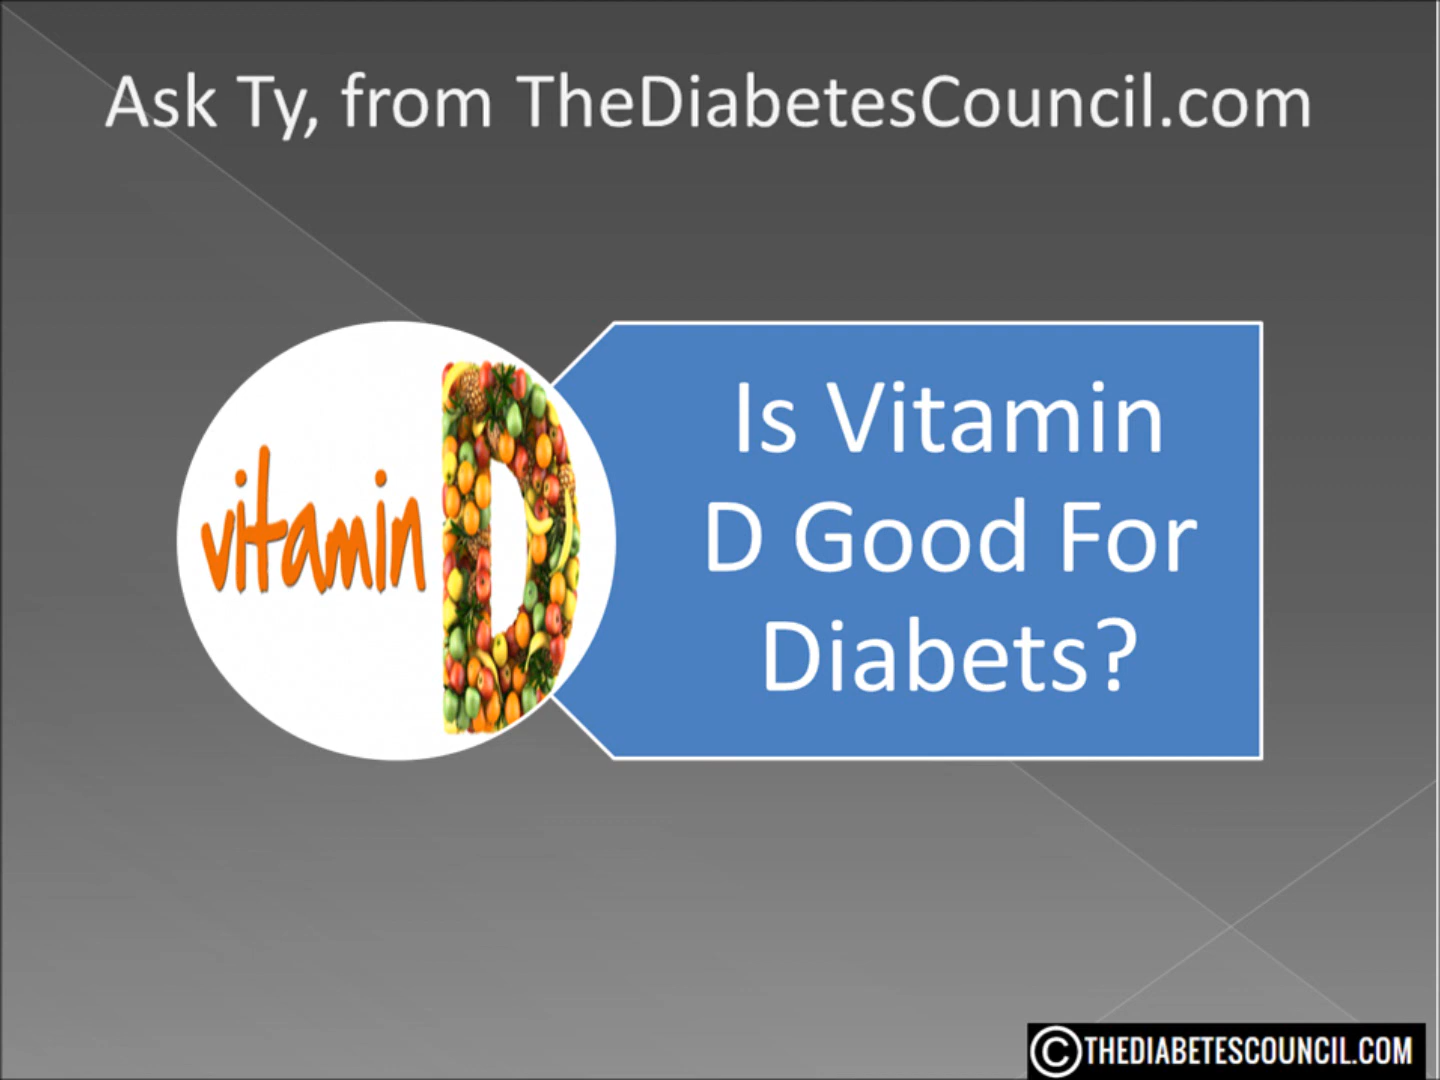 Ask Ty, from TheDiabetesCouncil.com
vitamin D
Is Vitamin
D Good For
Diabets?
©THEDIABETESCOUNCIL.COM